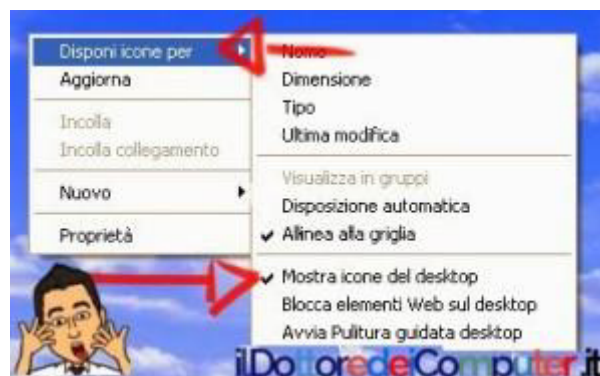 Disponi icone per
Aggiorna
Incolla
Incolla collegamento
Nuovo
Proprietà
Nome
Dimensione
Tipo
Ultima modifica
Visualizza in gruppi
Disposizione automatica
Allinea alla griglia
Mostra icone del desktop
Blocca elementi Web sul desktop
Avvia Pulitura guidata desktop
ilDottoredeiComputer.it